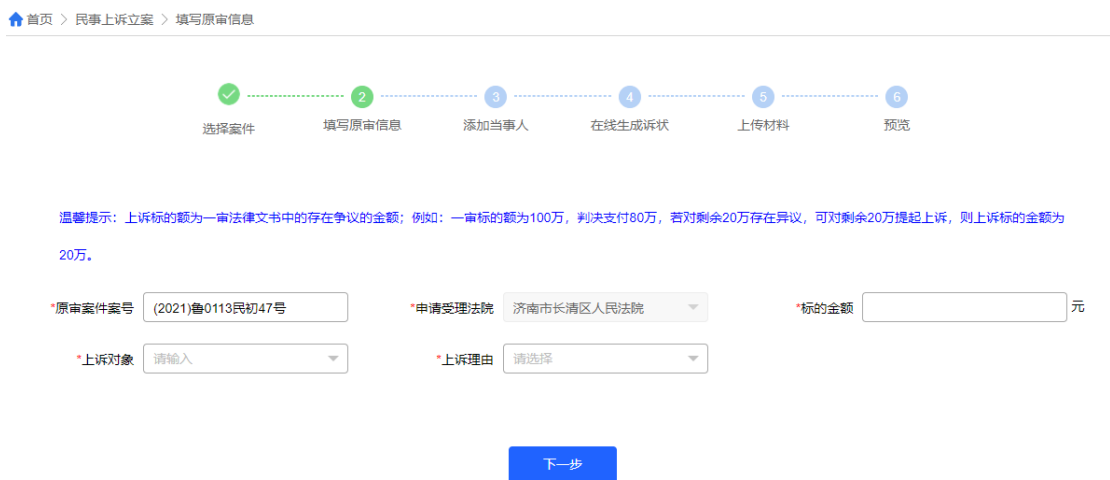 首页 > 民事上诉立案 > 填写原审信息
2 3 4 5 6
选择案件 填写原审信息 添加当事人 在线生成诉状 上传材料 预览
温馨提示：上诉标的额为一审法律文书中的存在争议的金额；例如：一审标的额为100万，判决支付80万，若对剩余20万存在异议，可对剩余20万提起上诉，则上诉标的金额为
20万。
*原审案件案号 (2021)鲁0113民初47号 *申请受理法院 济南市长清区人民法院 *标的金额 元
*上诉对象 请输入 *上诉理由 请选择
下一步